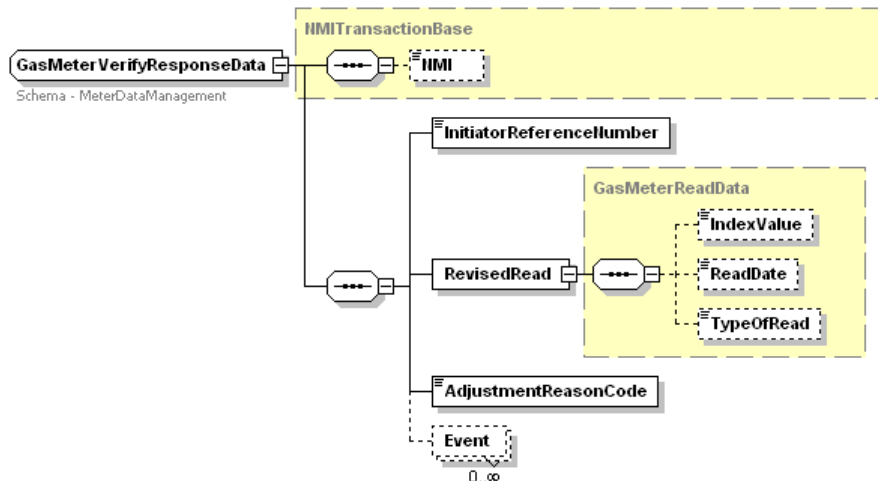 NMITransactionBase
GasMeterVerifyResponseData
NMI
Schema - MeterDataManagement
InitiatorReferenceNumber
GasMeterReadData
IndexValue
RevisedRead
ReadDate
TypeOfRead
AdjustmentReasonCode
Event
0..∞